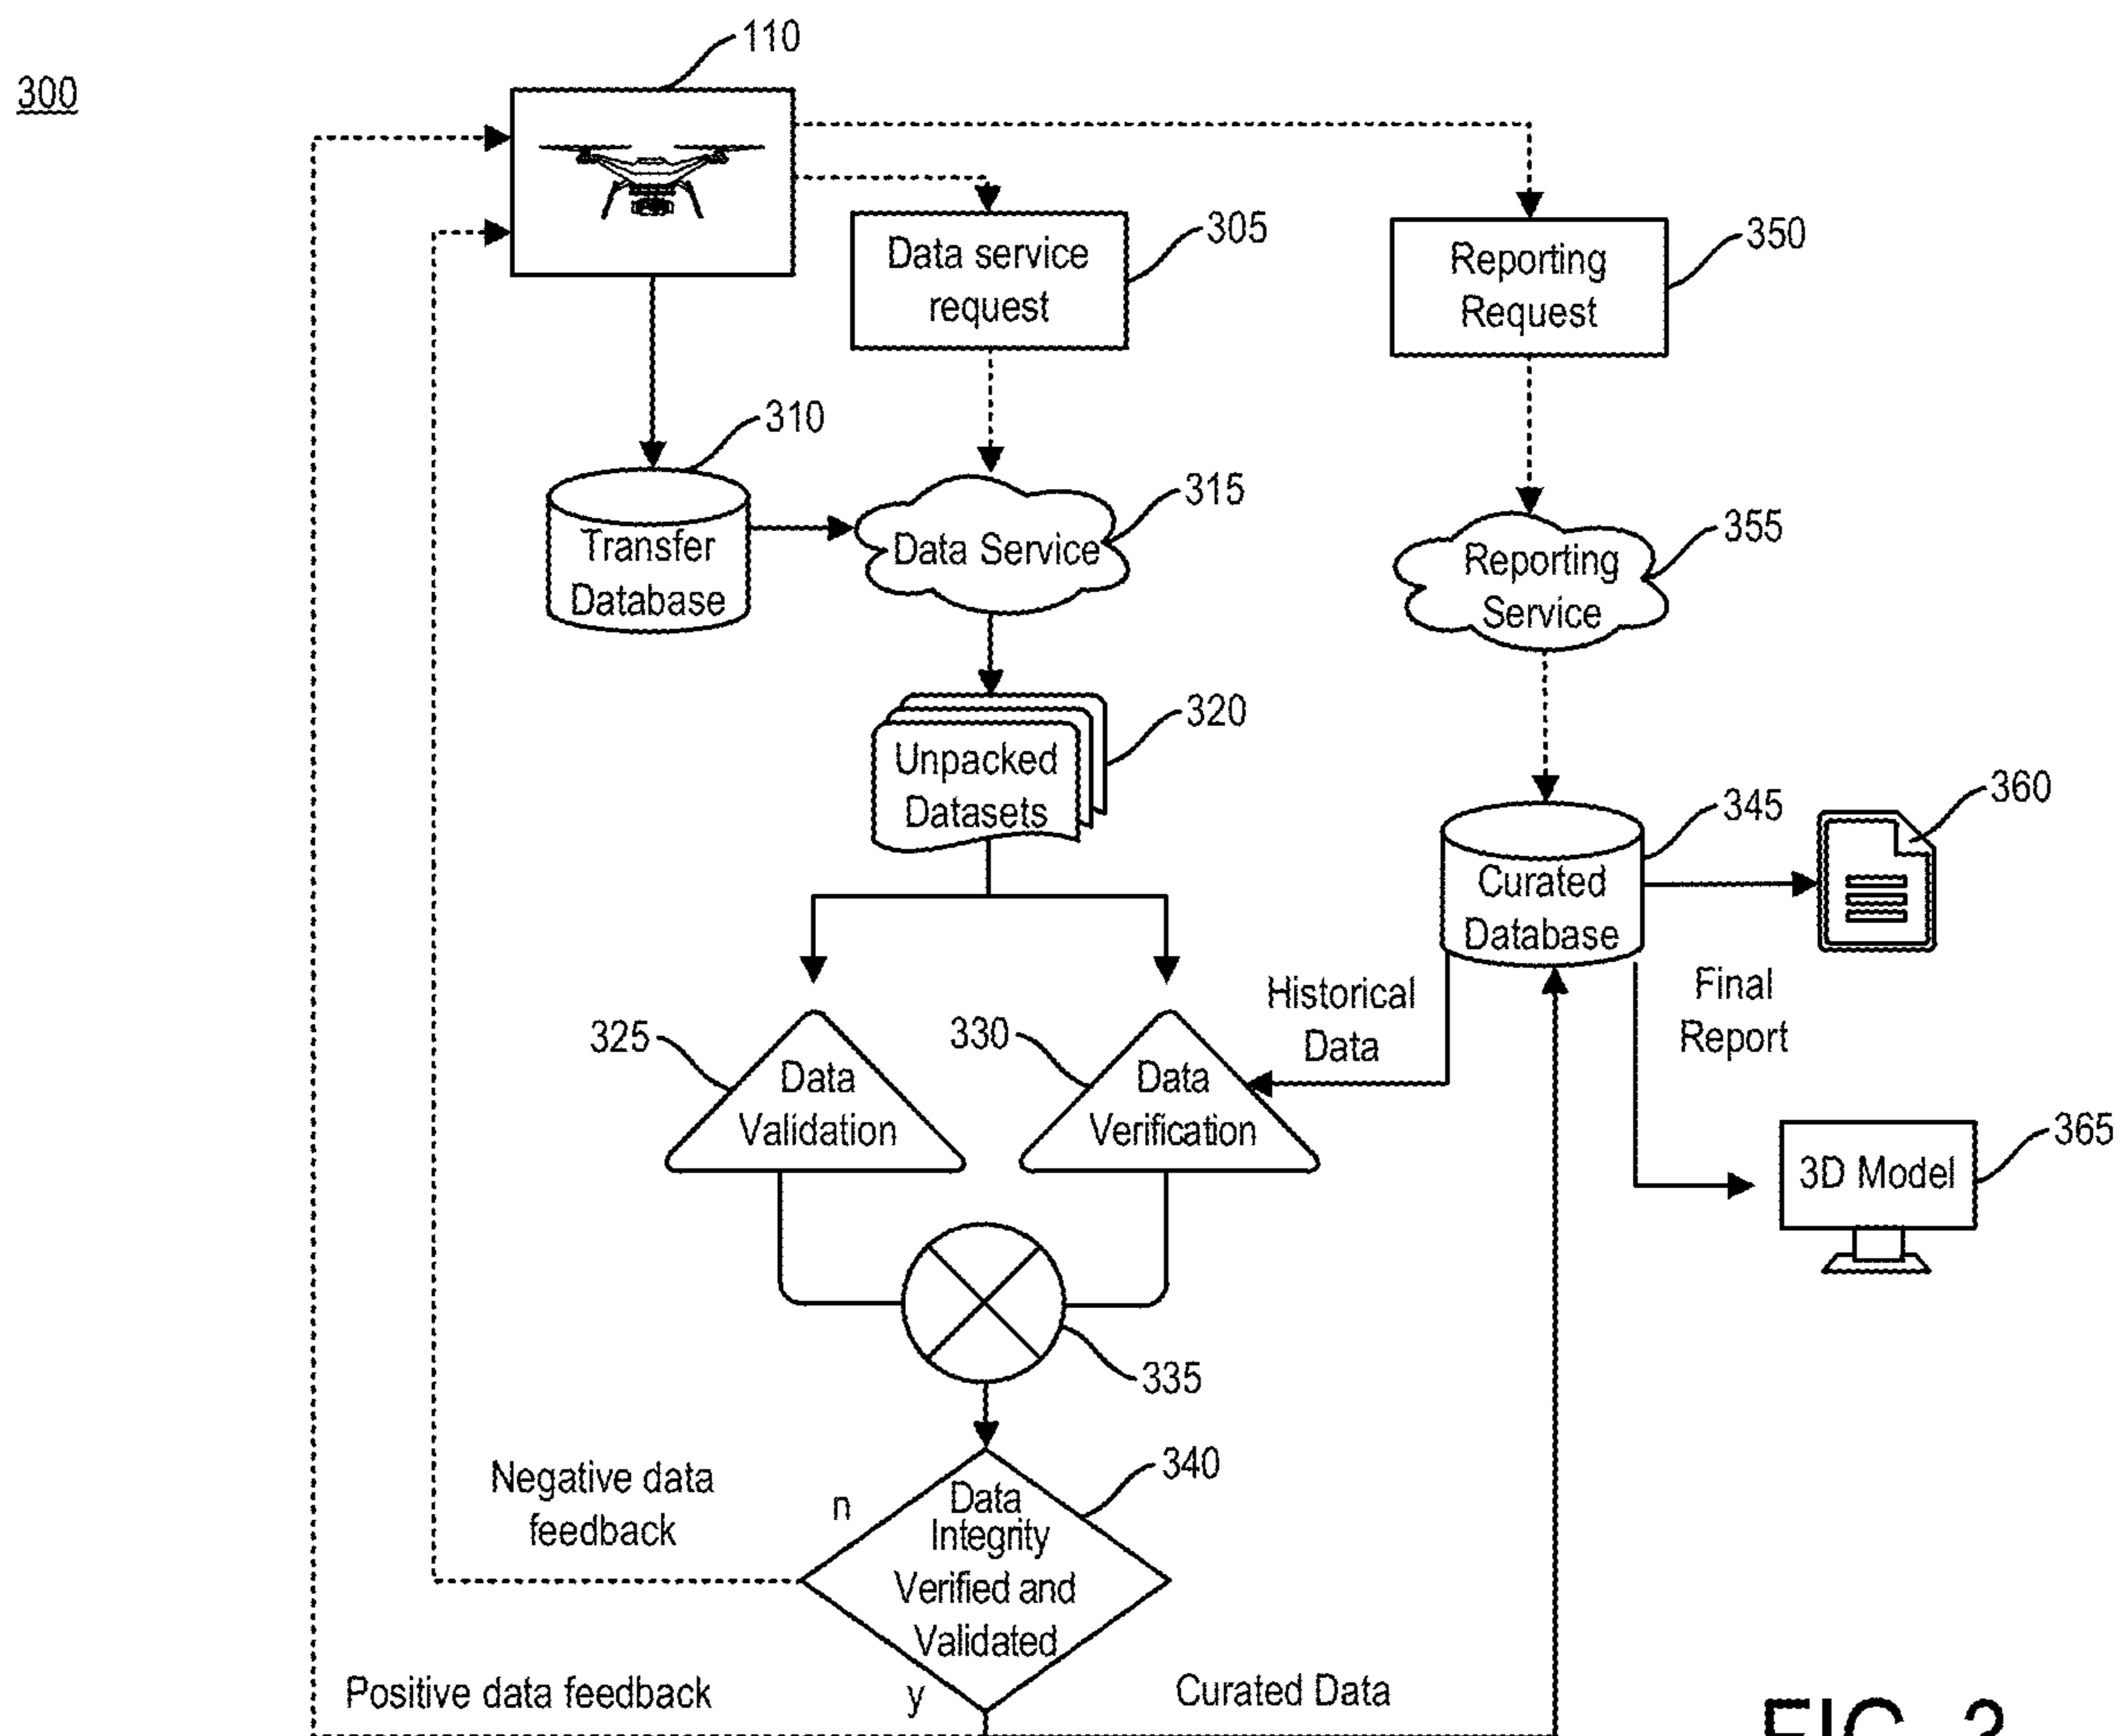 300
110
Data service
request
305
Reporting
Request
350
310
Transfer
Database
Data Service
315
Reporting
Service
355
Unpacked
Datasets
320
Curated
Database
345
360
Historical
Data
Final
Report
325
Data
Validation
330
Data
Verification
3D Model
365
335
Negative data
feedback
n
Data
Integrity
Verified and
Validated
340
Positive data feedback
y
Curated Data